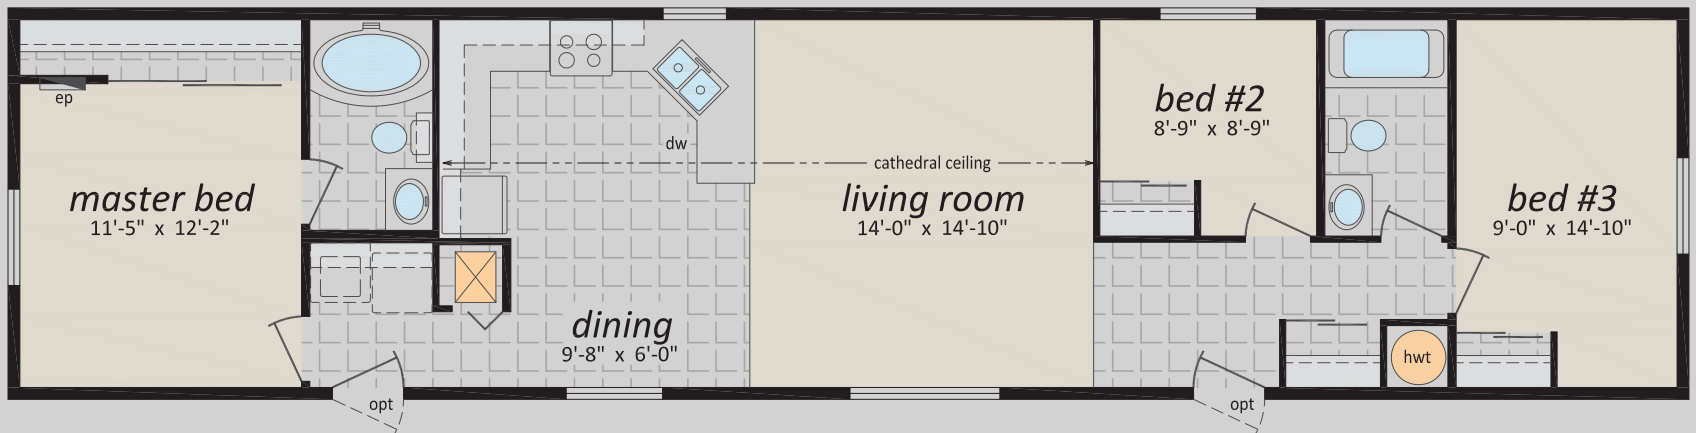 ep
master bed
11'-5" x 12'-2"
dw
dining
9'-8" x 6'-0"
opt
cathedral ceiling
living room
14'-0" x 14'-10"
bed #2
8'-9" x 8'-9"
opt
hwt
bed #3
9'-0" x 14'-10"